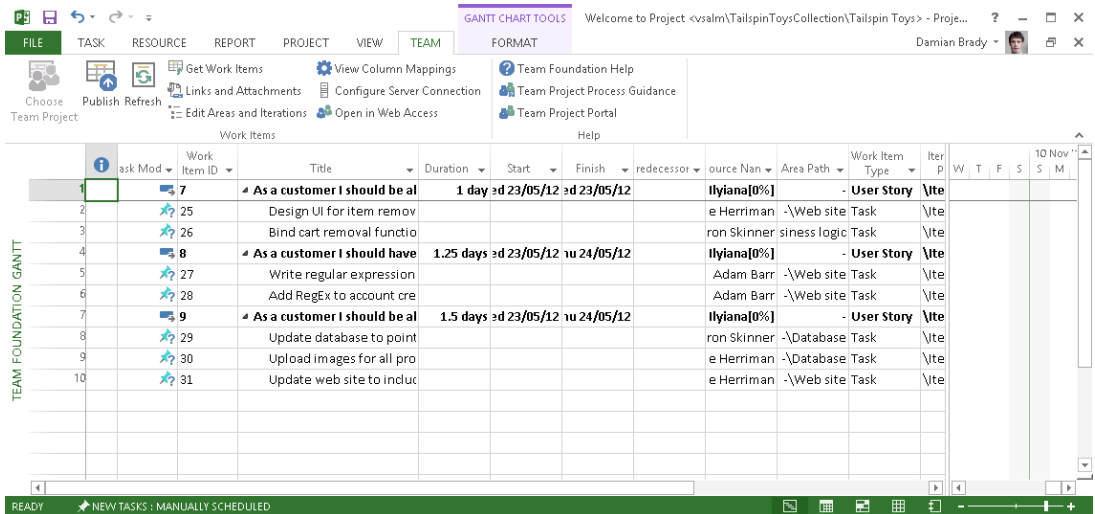 GANTT CHART TOOLS Welcome to Project <vsalm\TailspinToysCollection\Tailspin Toys> - Proje... ?
FILE TASK RESOURCE REPORT PROJECT VIEW TEAM FORMAT Damian Brady
Get Work Items View Column Mappings Team Foundation Help
Links and Attachments Configure Server Connection Team Project Process Guidance
Choose Team Project Publish Refresh
Edit Areas and Iterations Open in Web Access Team Project Portal
Work Items Help
ask Mod Work Item ID Title Duration Start Finish redecessor ource Nan Area Path Work Item Type Iter P 10 Nov ' W T F S S M
1 7 As a customer I should be al 1 day ed 23/05/12 ed 23/05/12 Ilyiana[0%] - User Story \Ite
2 25 Design UI for item remov e Herriman -\Web site Task \Ite
3 26 Bind cart removal functio ron Skinner siness logic Task \Ite
4 8 As a customer I should have 1.25 days ed 23/05/12 hu 24/05/12 Ilyiana[0%] - User Story \Ite
5 27 Write regular expression Adam Barr -\Web site Task \Ite
6 28 Add RegEx to account cre Adam Barr -\Web site Task \Ite
7 9 As a customer I should be al 1.5 days ed 23/05/12 hu 24/05/12 Ilyiana[0%] - User Story \Ite
8 29 Update database to point ron Skinner -\Database Task \Ite
9 30 Upload images for all pro e Herriman -\Database Task \Ite
10 31 Update web site to includ e Herriman -\Web site Task \Ite
TEAM FOUNDATION GANTT
READY NEW TASKS : MANUALLY SCHEDULED